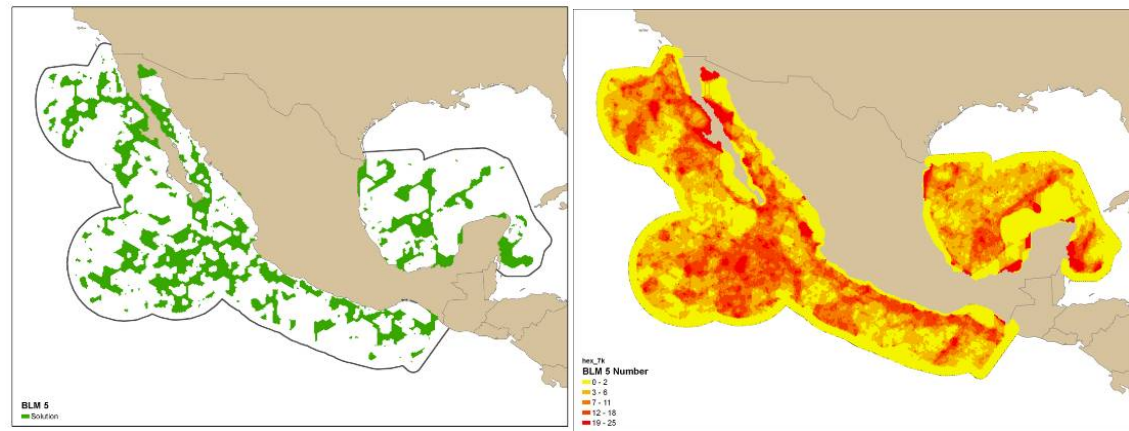 BLM 5
Solution
hex_7k
BLM 5 Number
0 - 2
3 - 6
7 - 11
12 - 18
19 - 25